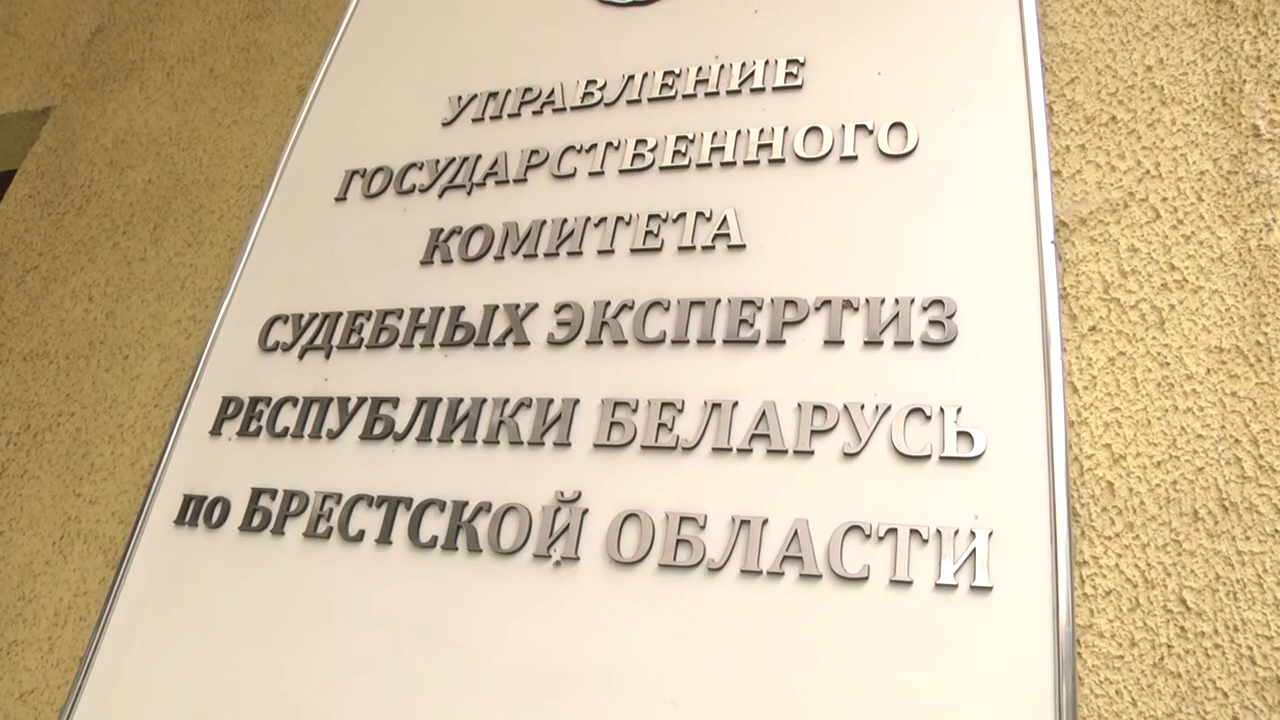 УПРАВЛЕНИЕ
ГОСУДАРСТВЕННОГО
КОМИТЕТА
СУДЕБНЫХ ЭКСПЕРТИЗ
РЕСПУБЛИКИ БЕЛАРУСЬ
по БРЕСТСКОЙ ОБЛАСТИ